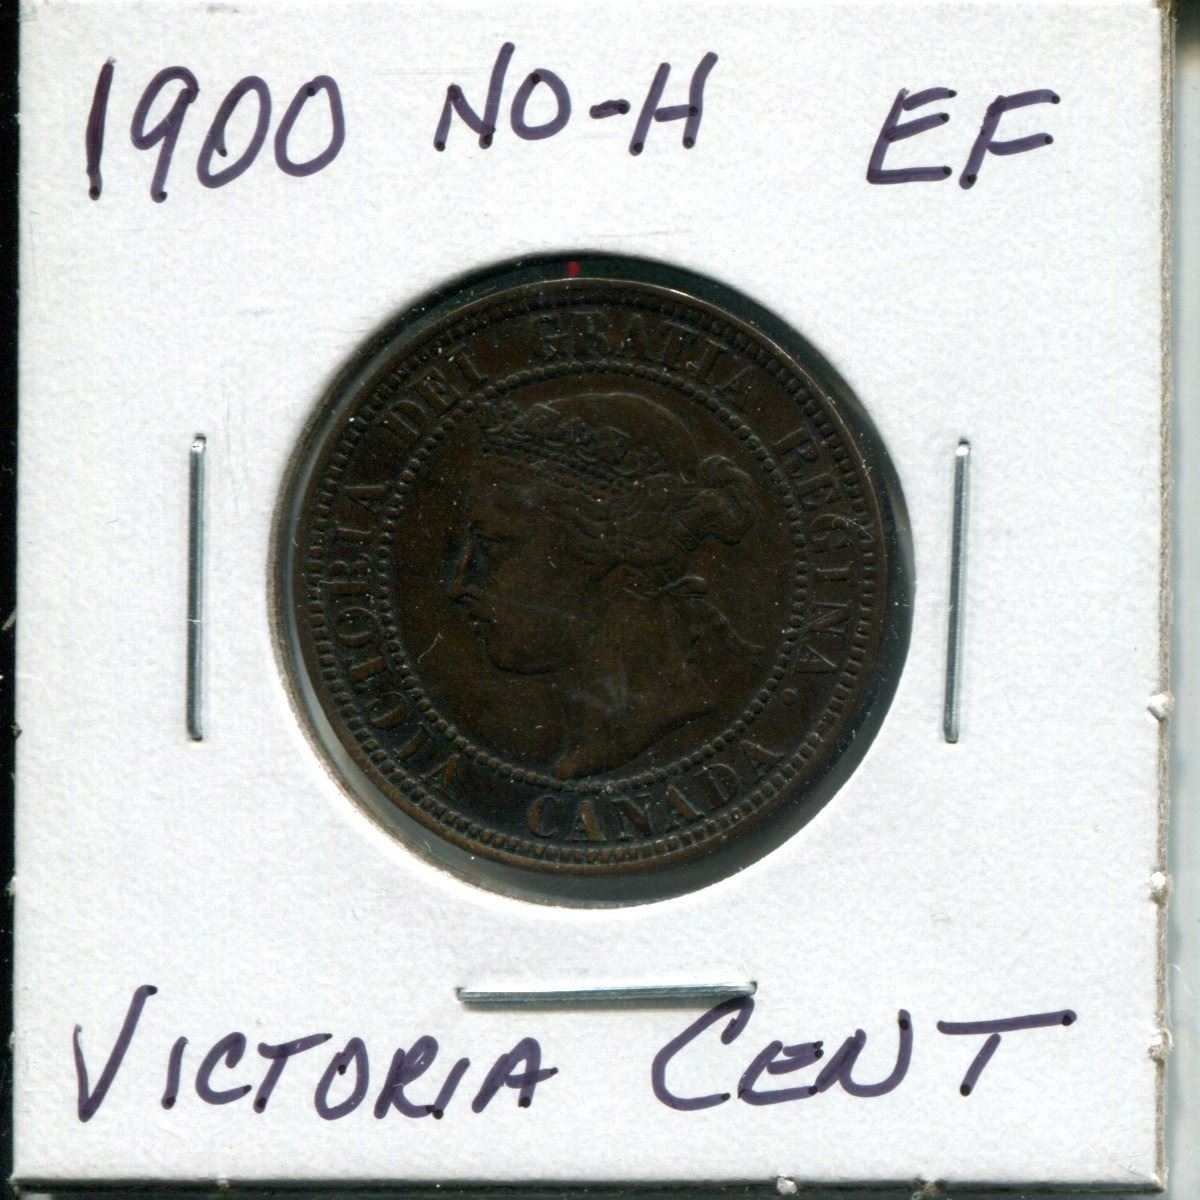 1900 NO-H EF
VICTORIA DEI GRATIA REGINA.
CANADA
VICTORIA CENT